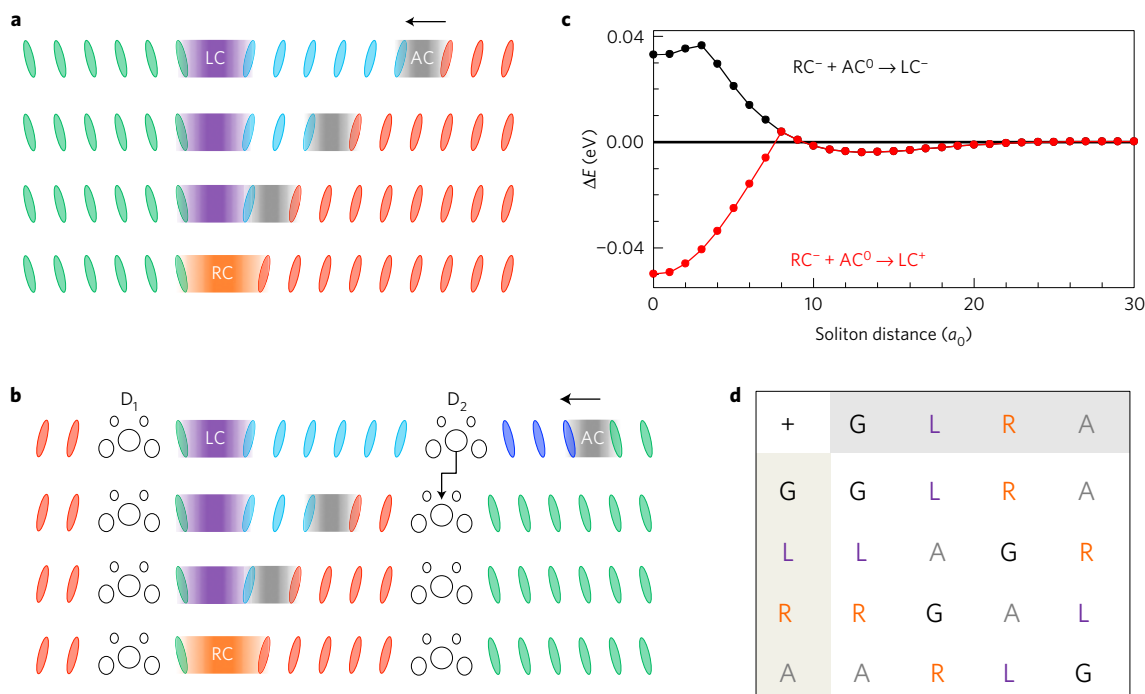 a
LC
AC
RC
b
D₁
D₂
LC
AC
RC
c
0.04
0.00
−0.04
ΔE (eV)
RC⁻ + AC⁰ → LC⁻
RC⁻ + AC⁰ → LC⁺
0
10
20
30
Soliton distance (a₀)
d
+ G L R A
G G L R A
L L A G R
R R G A L
A A R L G